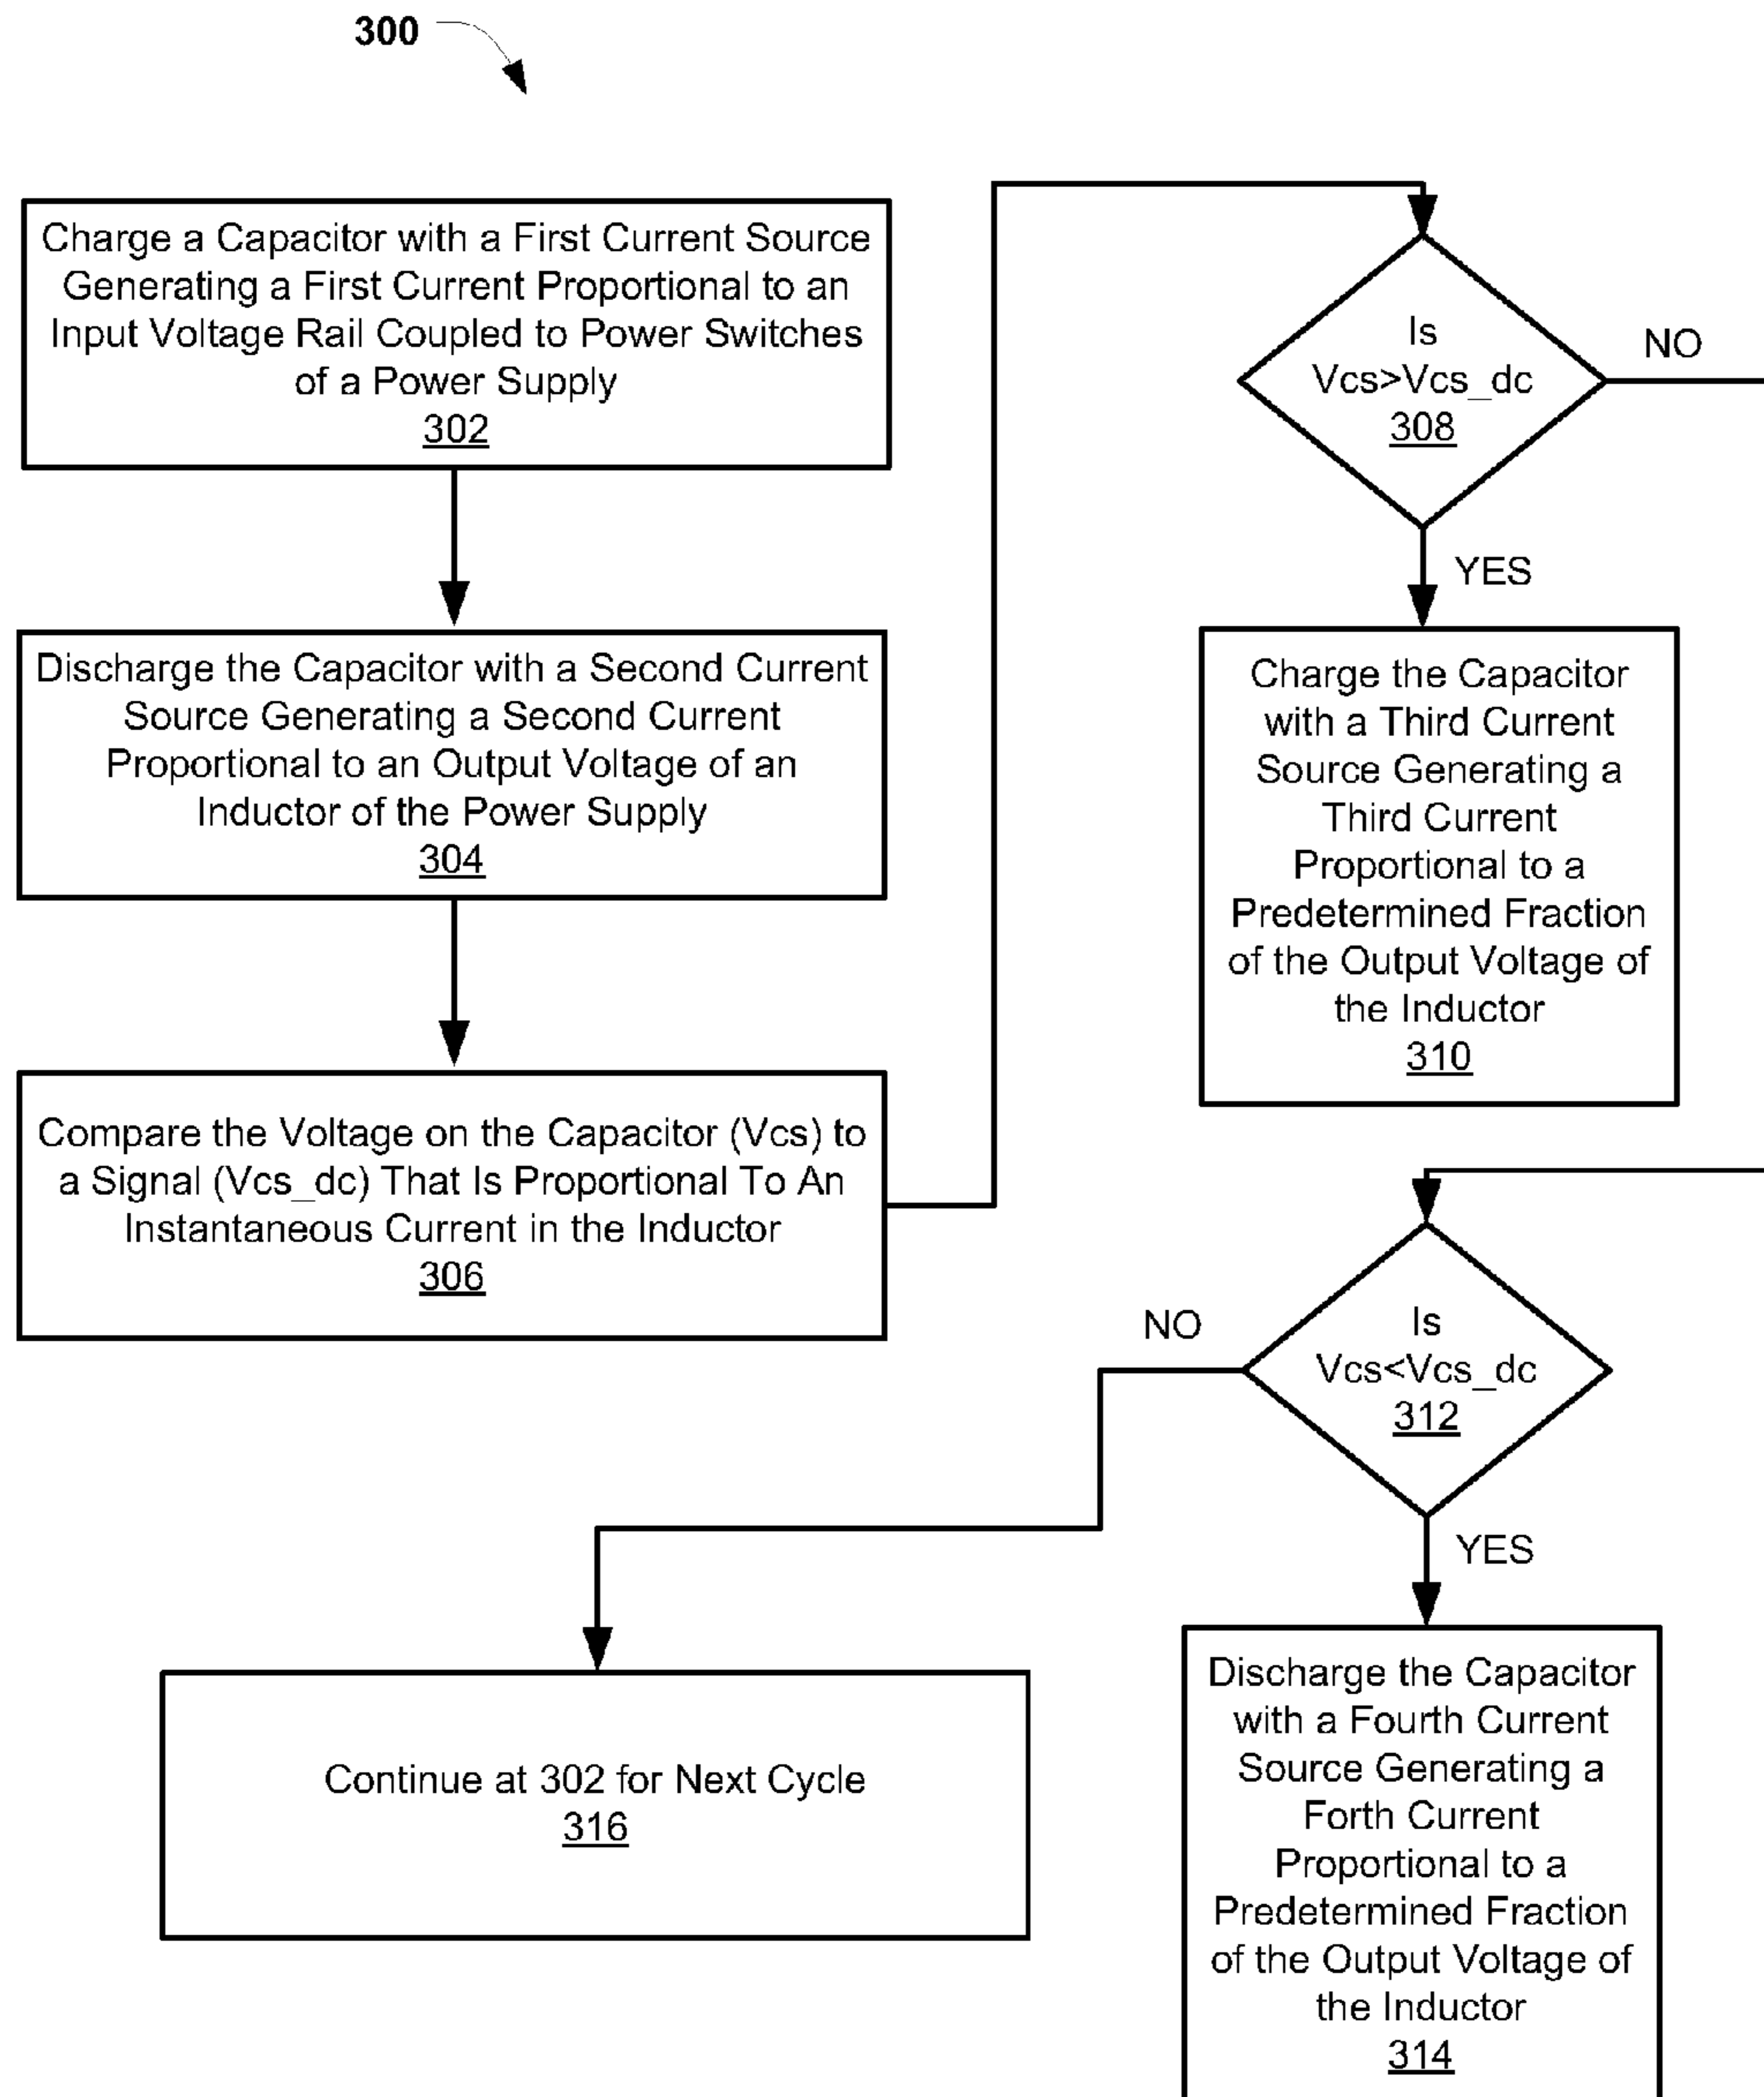 300
Charge a Capacitor with a First Current Source
Generating a First Current Proportional to an
Input Voltage Rail Coupled to Power Switches
of a Power Supply
302
Discharge the Capacitor with a Second Current
Source Generating a Second Current
Proportional to an Output Voltage of an
Inductor of the Power Supply
304
Compare the Voltage on the Capacitor (Vcs) to
a Signal (Vcs_dc) That Is Proportional To An
Instantaneous Current in the Inductor
306
Is
Vcs>Vcs_dc
308
NO
YES
Charge the Capacitor
with a Third Current
Source Generating a
Third Current
Proportional to a
Predetermined Fraction
of the Output Voltage of
the Inductor
310
Is
Vcs<Vcs_dc
312
NO
YES
Discharge the Capacitor
with a Fourth Current
Source Generating a
Forth Current
Proportional to a
Predetermined Fraction
of the Output Voltage of
the Inductor
314
Continue at 302 for Next Cycle
316